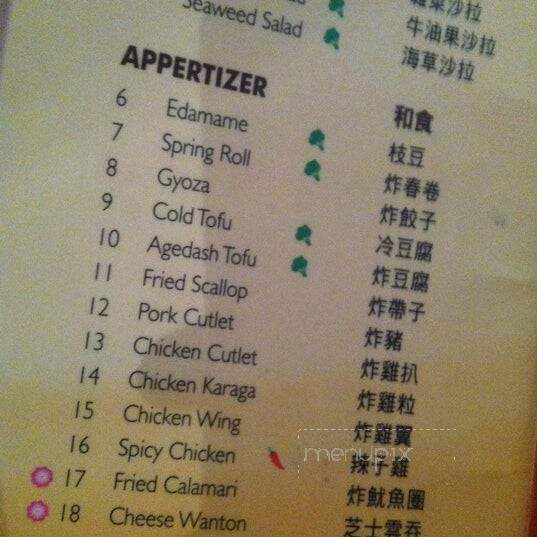 Seaweed Salad 牛油果沙拉
海草沙拉
APPERTIZER 和食
6 Edamame 枝豆
7 Spring Roll 炸春卷
8 Gyoza 炸餃子
9 Cold Tofu 冷豆腐
10 Agedash Tofu 炸豆腐
11 Fried Scallop 炸帶子
12 Pork Cutlet 炸豬
13 Chicken Cutlet 炸雞扒
14 Chicken Karaga 炸雞粒
15 Chicken Wing 炸雞翼
16 Spicy Chicken 辣子雞
17 Fried Calamari 炸魷魚圈
18 Cheese Wanton 芝士雲吞
menupix